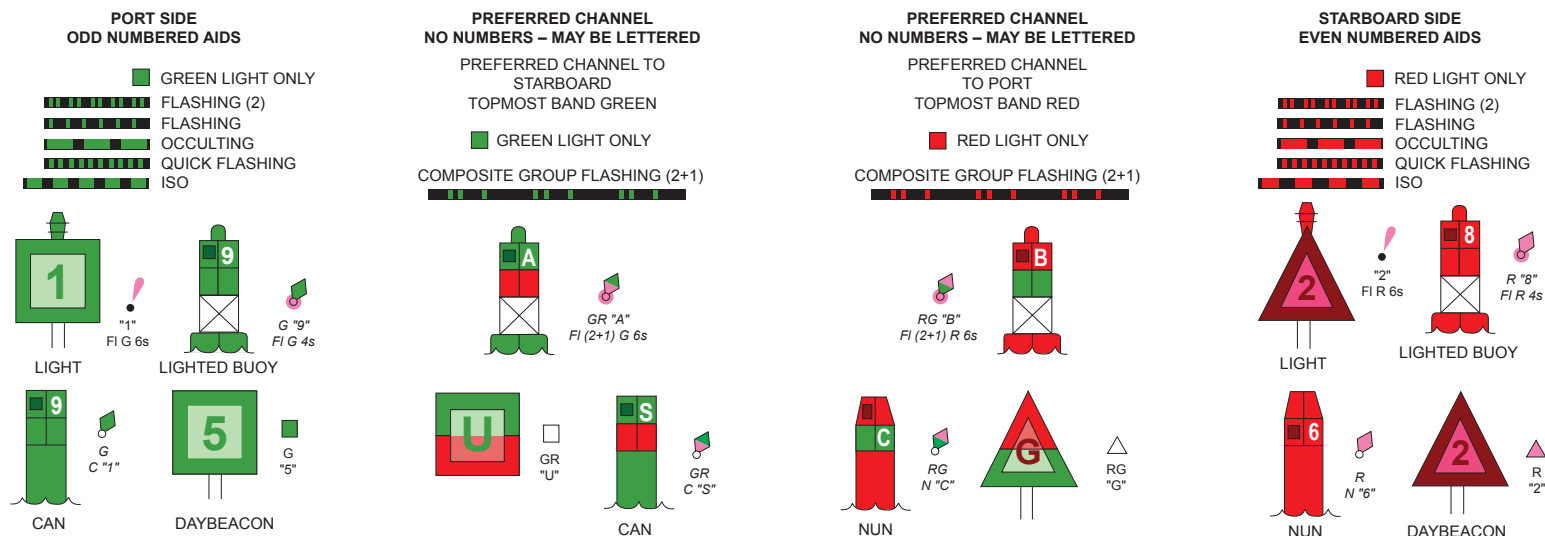 PORT SIDE
ODD NUMBERED AIDS
GREEN LIGHT ONLY
FLASHING (2)
FLASHING
OCCULTING
QUICK FLASHING
ISO
1
"1"
Fl G 6s
LIGHT
9
G "9"
Fl G 4s
LIGHTED BUOY
9
G
C "1"
CAN
5
G
"5"
DAYBEACON
PREFERRED CHANNEL
NO NUMBERS – MAY BE LETTERED
PREFERRED CHANNEL TO
STARBOARD
TOPMOST BAND GREEN
GREEN LIGHT ONLY
COMPOSITE GROUP FLASHING (2+1)
A
GR "A"
Fl (2+1) G 6s
U
GR
"U"
S
GR
C "S"
CAN
PREFERRED CHANNEL
NO NUMBERS – MAY BE LETTERED
PREFERRED CHANNEL
TO PORT
TOPMOST BAND RED
RED LIGHT ONLY
COMPOSITE GROUP FLASHING (2+1)
RG "B"
Fl (2+1) R 6s
B
C
RG
N "C"
NUN
G
RG
"G"
STARBOARD SIDE
EVEN NUMBERED AIDS
RED LIGHT ONLY
FLASHING (2)
FLASHING
OCCULTING
QUICK FLASHING
ISO
2
"2"
Fl R 6s
LIGHT
8
R "8"
Fl R 4s
LIGHTED BUOY
6
R
N "6"
NUN
2
R
"2"
DAYBEACON